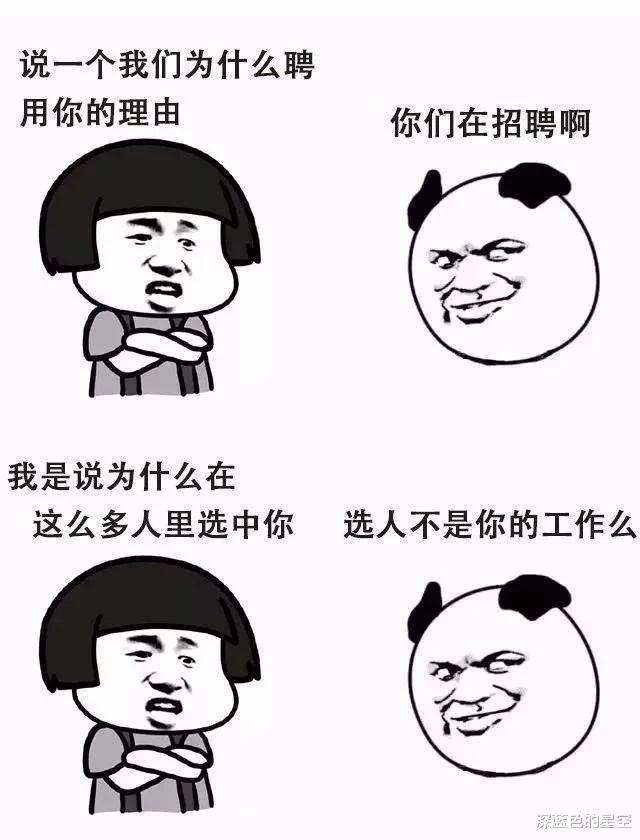 说一个我们为什么聘
用你的理由
你们在招聘啊
我是说为什么在
这么多人里选中你
选人不是你的工作么
深蓝色的星空